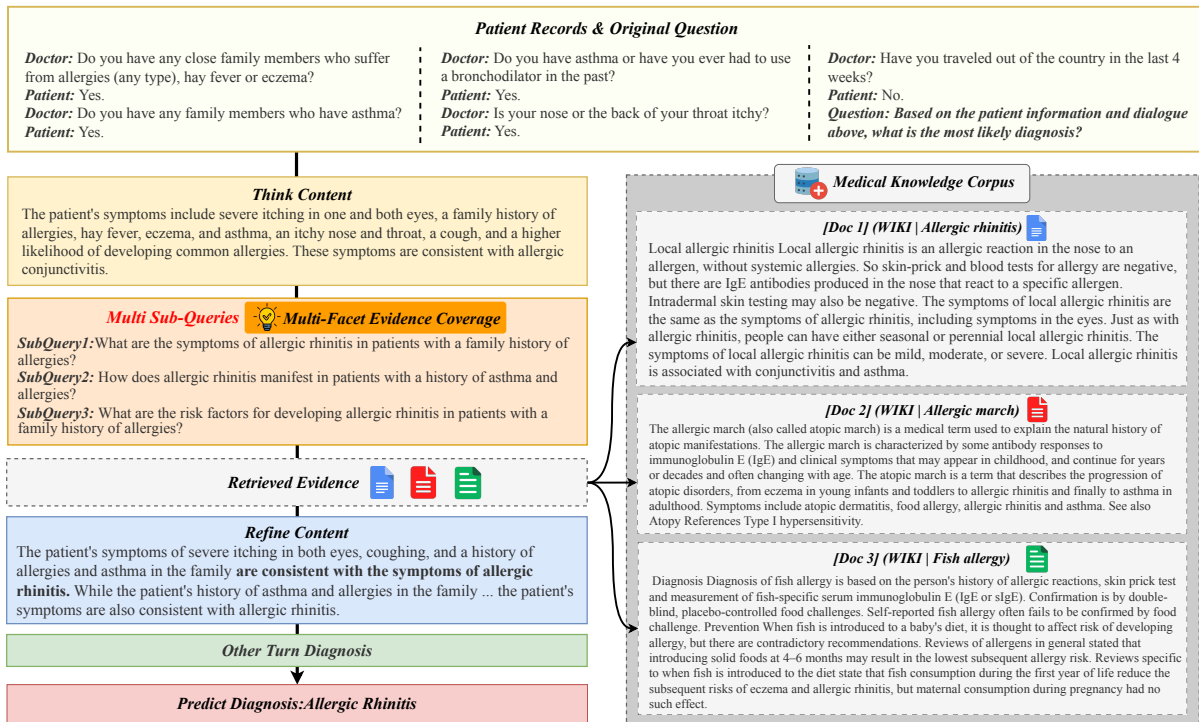 Patient Records & Original Question
Doctor: Do you have any close family members who suffer
from allergies (any type), hay fever or eczema?
Patient: Yes.
Doctor: Do you have any family members who have asthma?
Patient: Yes.
Doctor: Do you have asthma or have you ever had to use
a bronchodilator in the past?
Patient: Yes.
Doctor: Is your nose or the back of your throat itchy?
Patient: Yes.
Doctor: Have you traveled out of the country in the last 4
weeks?
Patient: No.
Question: Based on the patient information and dialogue
above, what is the most likely diagnosis?
Think Content
The patient's symptoms include severe itching in one and both eyes, a family history of
allergies, hay fever, eczema, and asthma, an itchy nose and throat, a cough, and a higher
likelihood of developing common allergies. These symptoms are consistent with allergic
conjunctivitis.
Multi Sub-Queries Multi-Facet Evidence Coverage
SubQuery1:What are the symptoms of allergic rhinitis in patients with a family history of
allergies?
SubQuery2: How does allergic rhinitis manifest in patients with a history of asthma and
allergies?
SubQuery3: What are the risk factors for developing allergic rhinitis in patients with a
family history of allergies?
Retrieved Evidence
Refine Content
The patient's symptoms of severe itching in both eyes, coughing, and a history of
allergies and asthma in the family are consistent with the symptoms of allergic
rhinitis. While the patient's history of asthma and allergies in the family ... the patient's
symptoms are also consistent with allergic rhinitis.
Other Turn Diagnosis
Predict Diagnosis:Allergic Rhinitis
Medical Knowledge Corpus
[Doc 1] (WIKI | Allergic rhinitis)
Local allergic rhinitis Local allergic rhinitis is an allergic reaction in the nose to an
allergen, without systemic allergies. So skin-prick and blood tests for allergy are negative,
but there are IgE antibodies produced in the nose that react to a specific allergen.
Intradermal skin testing may also be negative. The symptoms of local allergic rhinitis are
the same as the symptoms of allergic rhinitis, including symptoms in the eyes. Just as with
allergic rhinitis, people can have either seasonal or perennial local allergic rhinitis. The
symptoms of local allergic rhinitis can be mild, moderate, or severe. Local allergic rhinitis
is associated with conjunctivitis and asthma.
[Doc 2] (WIKI | Allergic march)
The allergic march (also called atopic march) is a medical term used to explain the natural history of
atopic manifestations. The allergic march is characterized by some antibody responses to
immunoglobulin E (IgE) and clinical symptoms that may appear in childhood, and continue for years
or decades and often changing with age. The atopic march is a term that describes the progression of
atopic disorders, from eczema in young infants and toddlers to allergic rhinitis and finally to asthma in
adulthood. Symptoms include atopic dermatitis, food allergy, allergic rhinitis and asthma. See also
Atopy References Type I hypersensitivity.
[Doc 3] (WIKI | Fish allergy)
Diagnosis Diagnosis of fish allergy is based on the person's history of allergic reactions, skin prick test
and measurement of fish-specific serum immunoglobulin E (IgE or sIgE). Confirmation is by double-
blind, placebo-controlled food challenges. Self-reported fish allergy often fails to be confirmed by food
challenge. Prevention When fish is introduced to a baby's diet, it is thought to affect risk of developing
allergy, but there are contradictory recommendations. Reviews of allergens in general stated that
introducing solid foods at 4–6 months may result in the lowest subsequent allergy risk. Reviews specific
to when fish is introduced to the diet state that fish consumption during the first year of life reduce the
subsequent risks of eczema and allergic rhinitis, but maternal consumption during pregnancy had no
such effect.